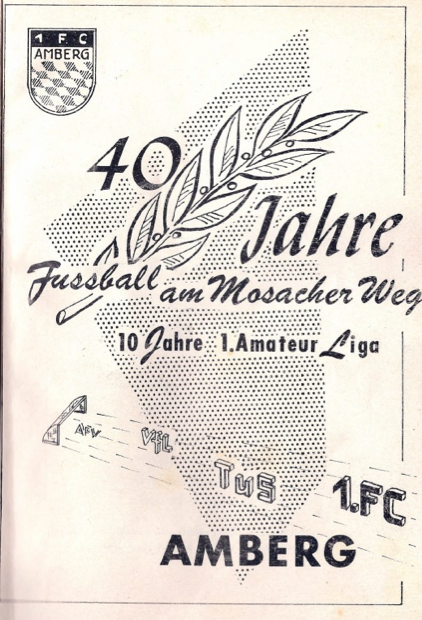 1 F C
AMBERG
40
Jahre
Fussball am Mosacher Weg
10 Jahre 1.Amateur Liga
AFV
VfL
TuS
1.FC
AMBERG